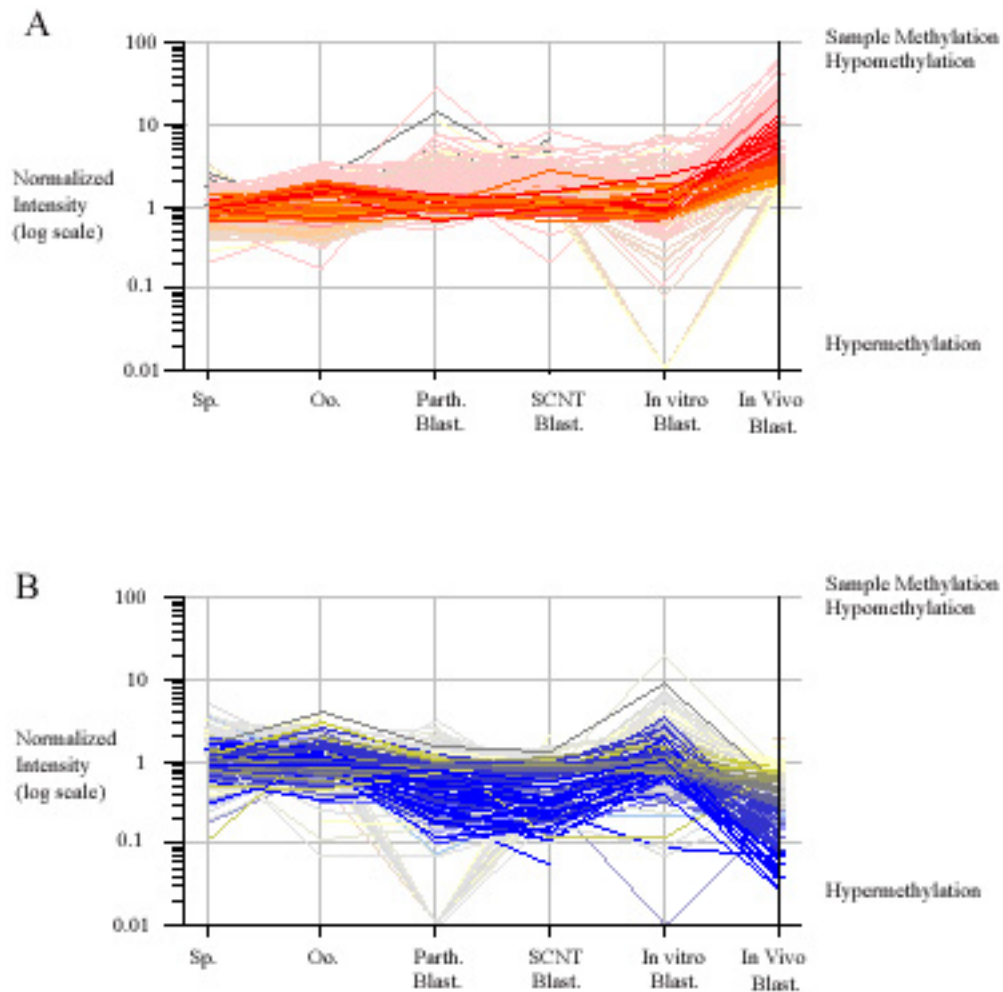 A
100
10
1
0.1
0.01
Normalized
Intensity
(log scale)
Sample Methylation
Hypomethylation
Hypermethylation
Sp.
Oo.
Parth.
Blast.
SCNT
Blast.
In vitro
Blast.
In Vivo
Blast.
B
100
10
1
0.1
0.01
Normalized
Intensity
(log scale)
Sample Methylation
Hypomethylation
Hypermethylation
Sp.
Oo.
Parth.
Blast.
SCNT
Blast.
In vitro
Blast.
In Vivo
Blast.